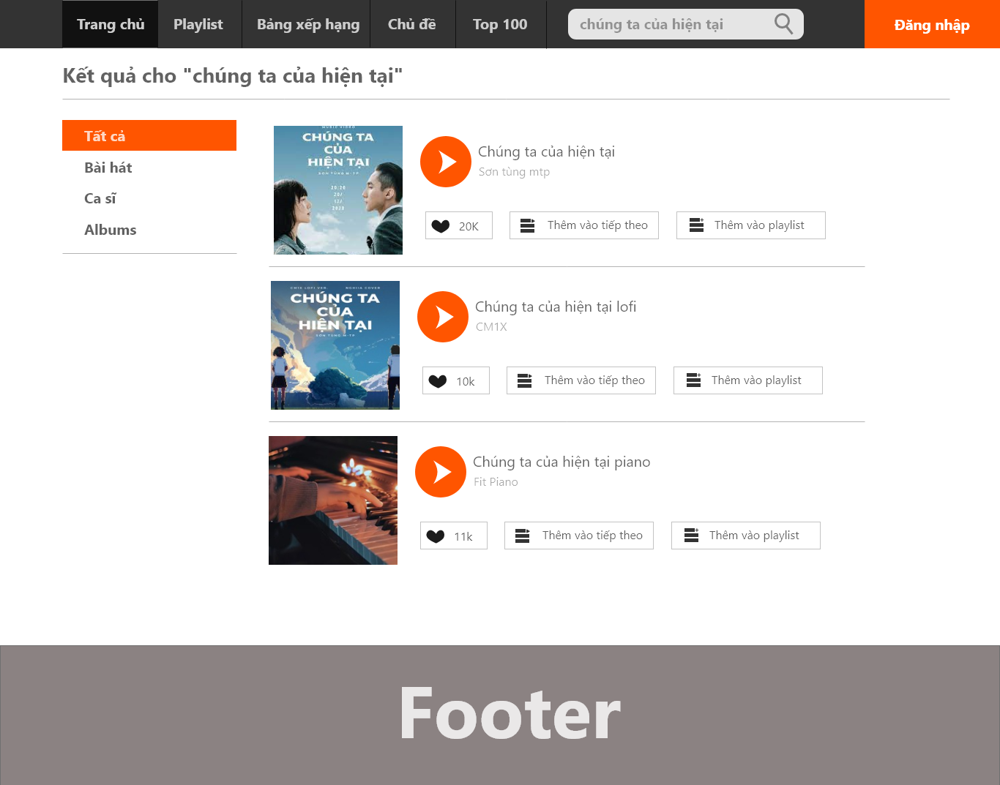 Trang chủ Playlist Bảng xếp hạng Chủ đề Top 100 chúng ta của hiện tại Đăng nhập
Kết quả cho "chúng ta của hiện tại"
Tất cả
Bài hát
Ca sĩ
Albums
MUSIC VIDEO
CHÚNG TA
CỦA
HIỆN TẠI
SƠN TÙNG M-TP
20:20
20/
12/
2020
Chúng ta của hiện tại
Sơn tùng mtp
20K Thêm vào tiếp theo Thêm vào playlist
CM1X LOFI VER. NGHIIA COVER
CHÚNG TA
CỦA
HIỆN TẠI
SƠN TÙNG M-TP
Chúng ta của hiện tại lofi
CM1X
10k Thêm vào tiếp theo Thêm vào playlist
Chúng ta của hiện tại piano
Fit Piano
11k Thêm vào tiếp theo Thêm vào playlist
Footer